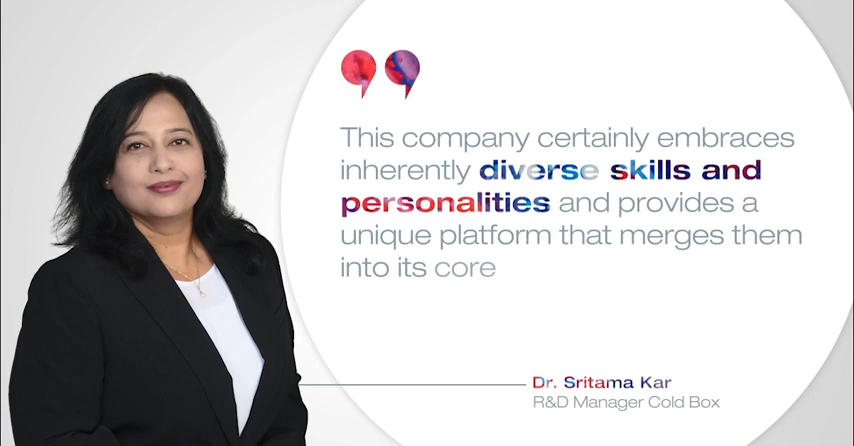 This company certainly embraces
inherently diverse skills and
personalities and provides a
unique platform that merges them
into its core
Dr. Sritama Kar
R&D Manager Cold Box